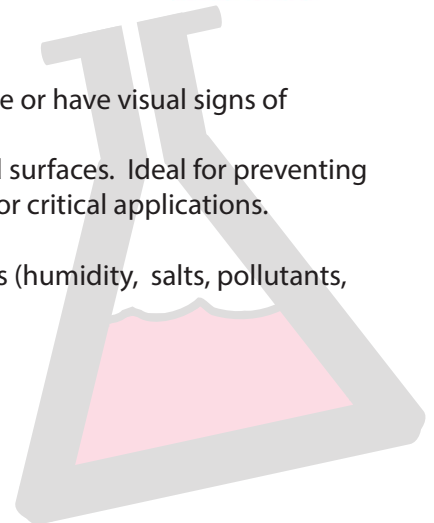 e or have visual signs of
l surfaces. Ideal for preventing
or critical applications.
s (humidity, salts, pollutants,